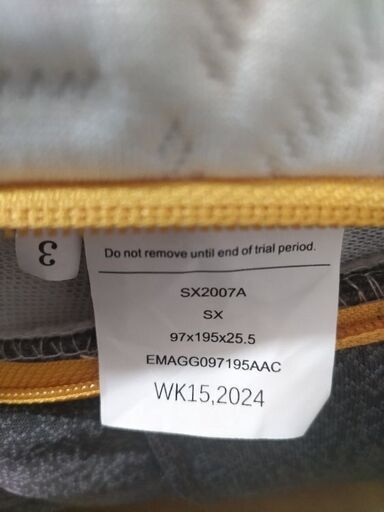 3
Do not remove until end of trial period.
SX2007A
SX
97x195x25.5
EMAGG097195AAC
WK15,2024